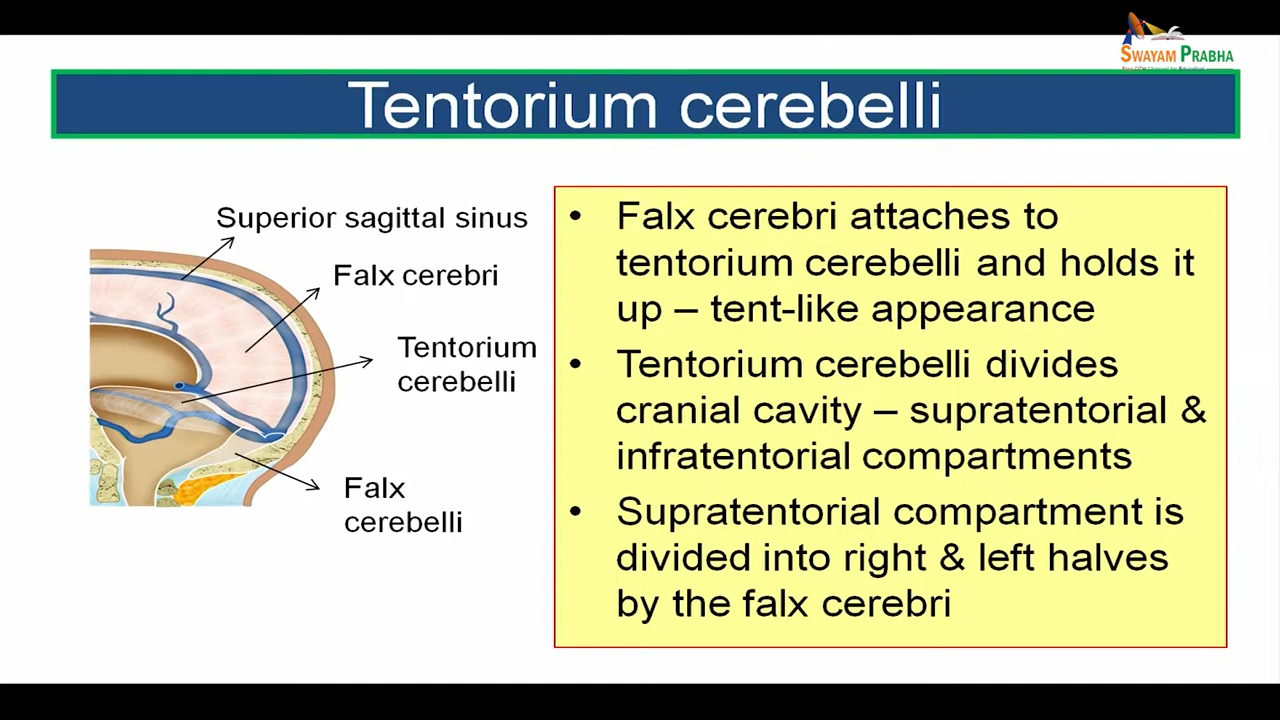 SWAYAM PRABHA
Tentorium cerebelli
Superior sagittal sinus
Falx cerebri
Tentorium
cerebelli
Falx
cerebelli
• Falx cerebri attaches to
tentorium cerebelli and holds it
up – tent-like appearance
• Tentorium cerebelli divides
cranial cavity – supratentorial &
infratentorial compartments
• Supratentorial compartment is
divided into right & left halves
by the falx cerebri